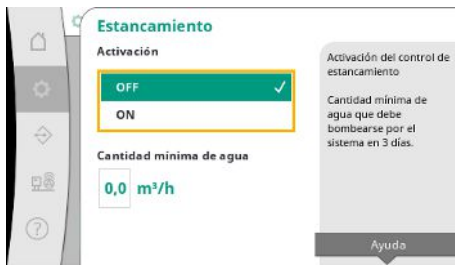 Estancamiento
Activación
OFF
ON
Cantidad mínima de agua
0,0 m³/h
Activación del control de
estancamiento
Cantidad mínima de
agua que debe
bombearse por el
sistema en 3 días.
Ayuda